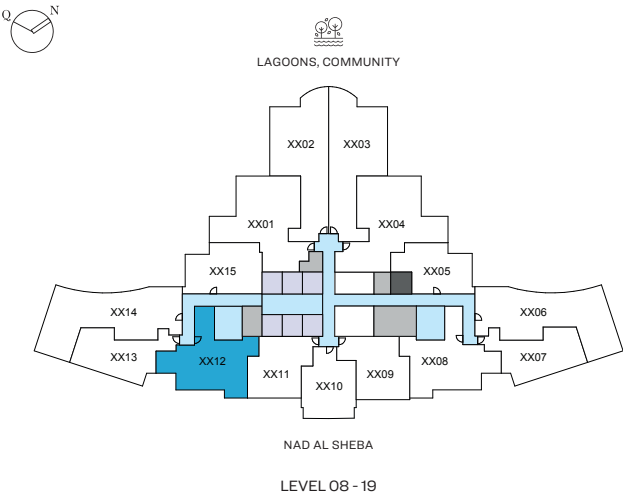 Q N
LAGOONS, COMMUNITY
XX02 XX03
XX01 XX04
XX15 XX05
XX14 XX06
XX13 XX12 XX11 XX10 XX09 XX08 XX07
NAD AL SHEBA
LEVEL 08 - 19